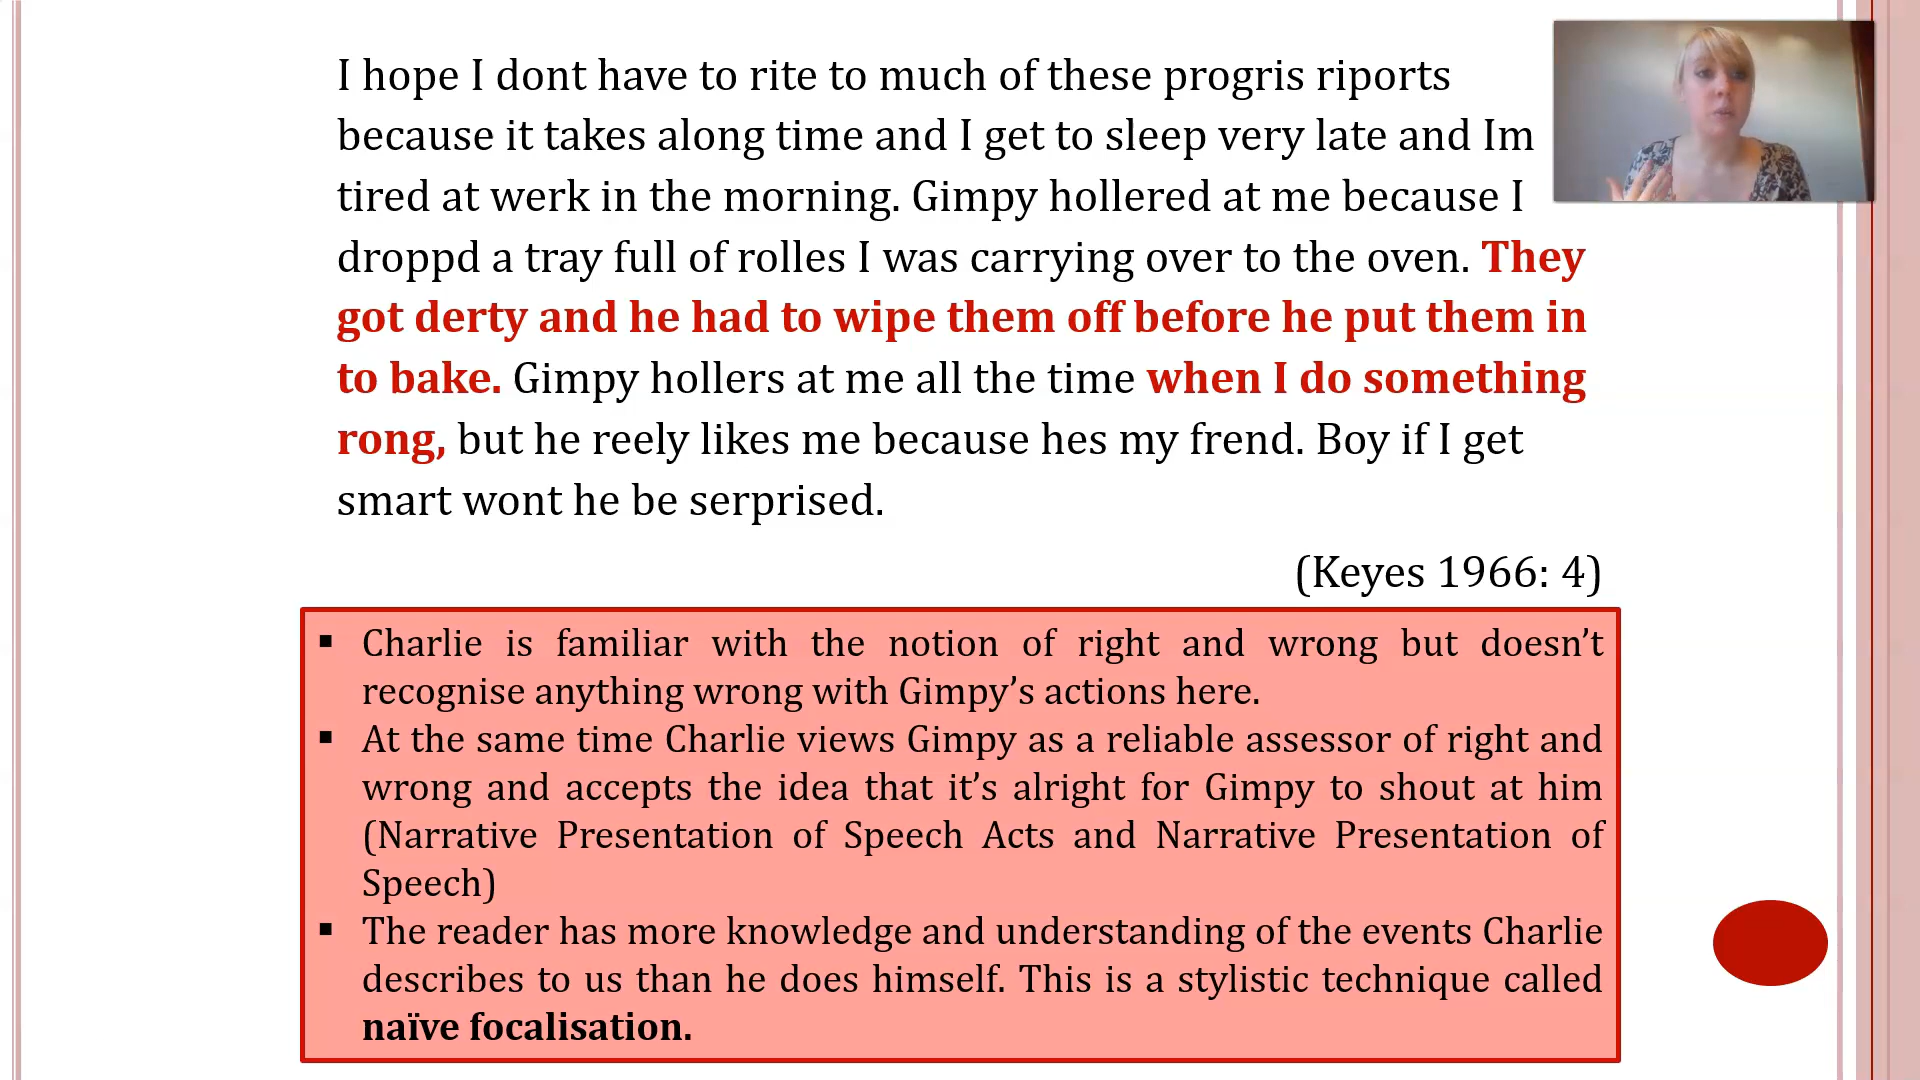 I hope I dont have to rite to much of these progris riports
because it takes along time and I get to sleep very late and Im
tired at werk in the morning. Gimpy hollered at me because I
droppd a tray full of rolles I was carrying over to the oven. They
got derty and he had to wipe them off before he put them in
to bake. Gimpy hollers at me all the time when I do something
rong, but he reely likes me because hes my frend. Boy if I get
smart wont he be serprised.
(Keyes 1966: 4)
▪ Charlie is familiar with the notion of right and wrong but doesn’t
recognise anything wrong with Gimpy’s actions here.
▪ At the same time Charlie views Gimpy as a reliable assessor of right and
wrong and accepts the idea that it’s alright for Gimpy to shout at him
(Narrative Presentation of Speech Acts and Narrative Presentation of
Speech)
▪ The reader has more knowledge and understanding of the events Charlie
describes to us than he does himself. This is a stylistic technique called
naïve focalisation.